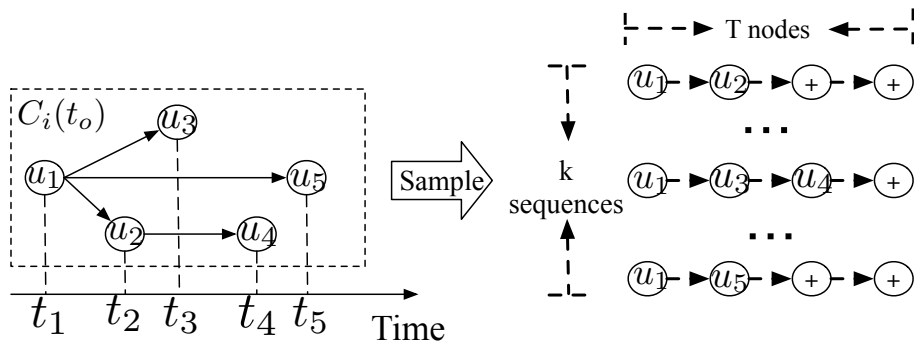 C_i(t_o)
u_1
u_3
u_5
u_2
u_4
t_1 t_2 t_3 t_4 t_5
Time
Sample
T nodes
k
sequences
u_1 u_2 + +
...
u_1 u_3 u_4 +
...
u_1 u_5 + +